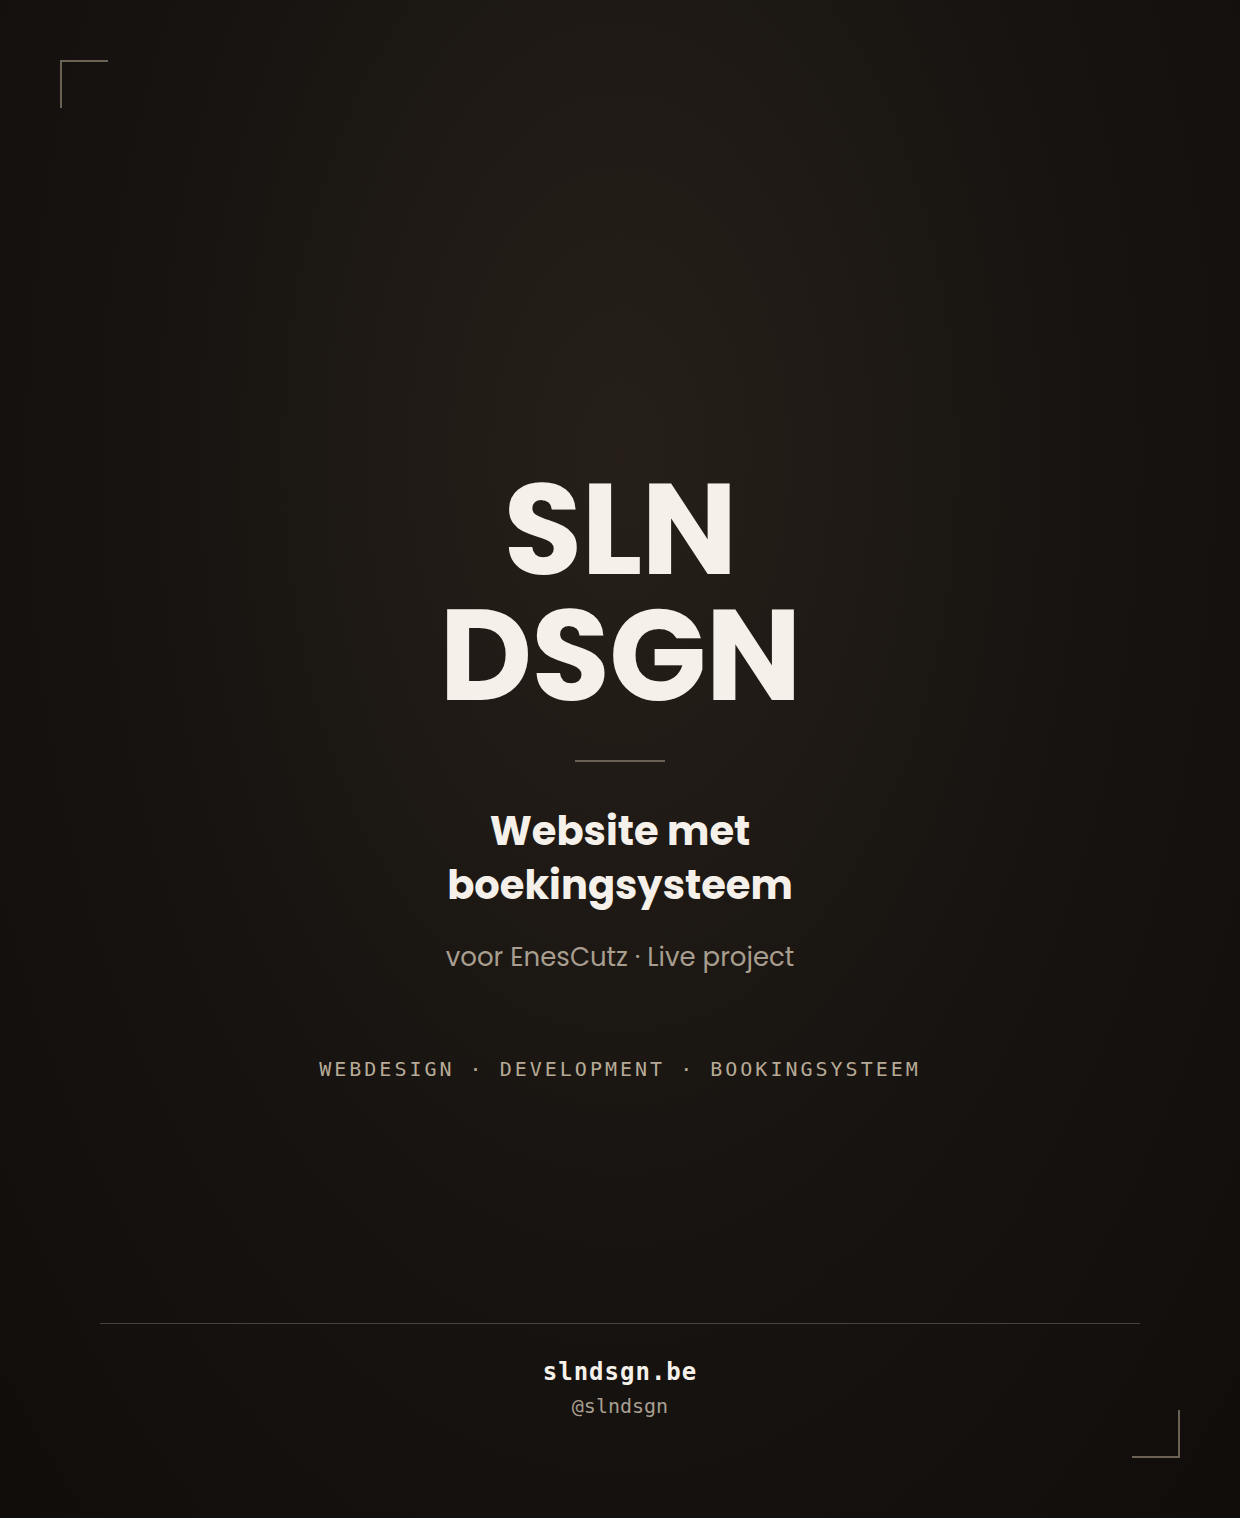 SLN
DSGN
Website met
boekingsysteem
voor EnesCutz · Live project
WEBDESIGN · DEVELOPMENT · BOOKINGSYSTEEM
slndsgn.be
@slndsgn